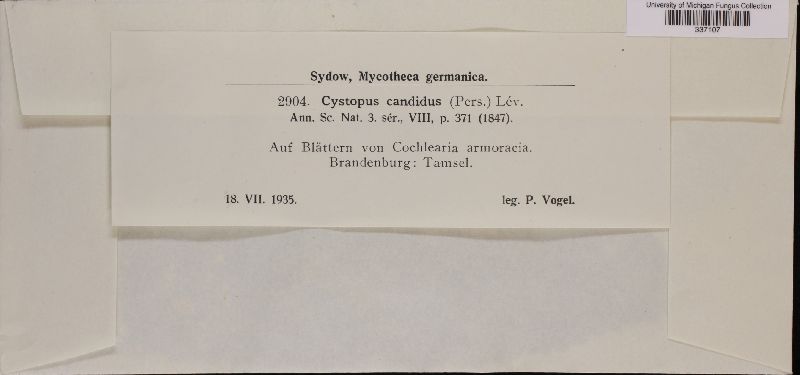 University of Michigan Fungus Collection
337107
Sydow, Mycotheca germanica.
2904. Cystopus candidus (Pers.) Lév.
Ann. Sc. Nat. 3. sér., VIII, p. 371 (1847).
Auf Blättern von Cochlearia armoracia.
Brandenburg: Tamsel.
18. VII. 1935. leg. P. Vogel.